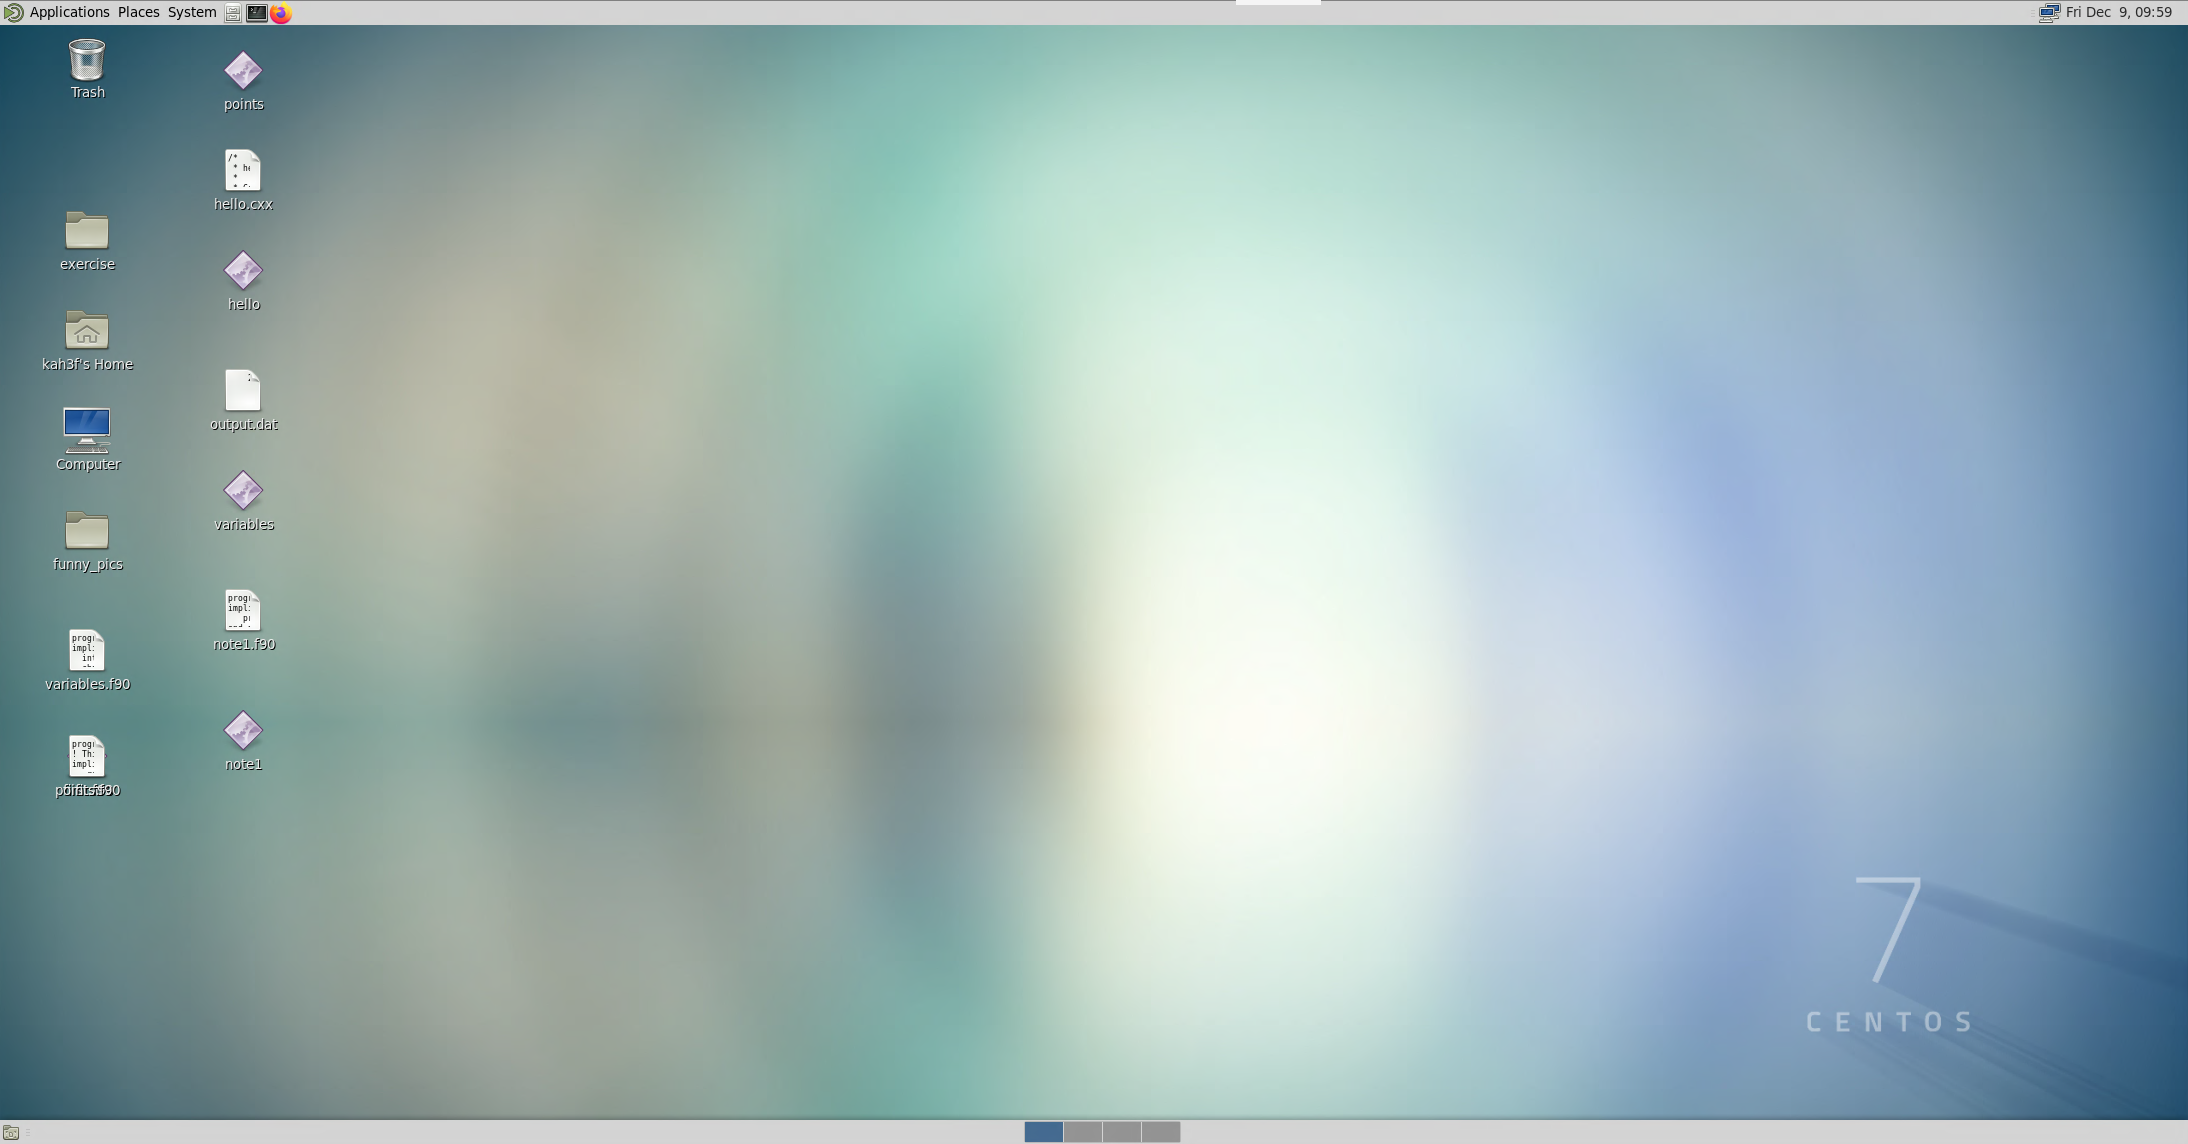 Applications Places System
Fri Dec 9, 09:59
Trash
exercise
kah3f's Home
Computer
funny_pics
variables.f90
points
hello.cxx
hello
output.dat
variables
note1.f90
note1
7
CENTOS